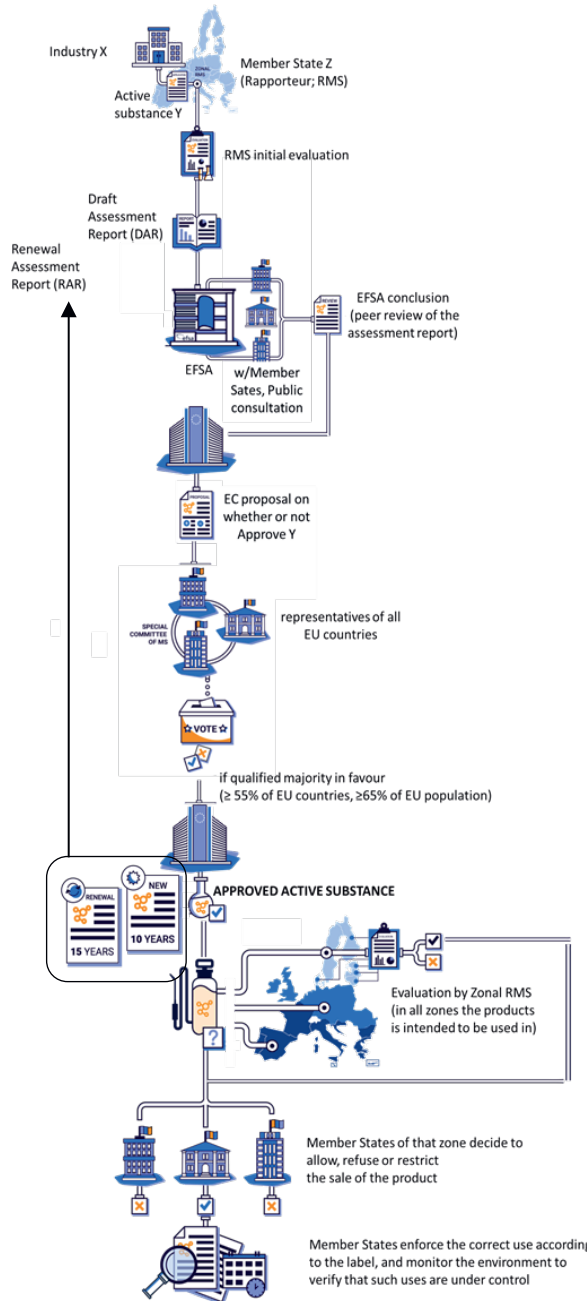 Industry X
ZONAL
RMS
Member State Z
(Rapporteur; RMS)
Active
substance Y
RMS initial evaluation
Draft
Assessment
Report (DAR)
REPORT
Renewal
Assessment
Report (RAR)
REVIEW
EFSA conclusion
(peer review of the
assessment report)
efsa
EFSA
w/Member
Sates, Public
consultation
PROPOSAL
EC proposal on
whether or not
Approve Y
SPECIAL
COMMITTEE
OF MS
representatives of all
EU countries
VOTE
if qualified majority in favour
(≥ 55% of EU countries, ≥65% of EU population)
RENEWAL
15 YEARS
NEW
10 YEARS
APPROVED ACTIVE SUBSTANCE
?
Evaluation by Zonal RMS
(in all zones the products
is intended to be used in)
Member States of that zone decide to
allow, refuse or restrict
the sale of the product
Member States enforce the correct use according
to the label, and monitor the environment to
verify that such uses are under control